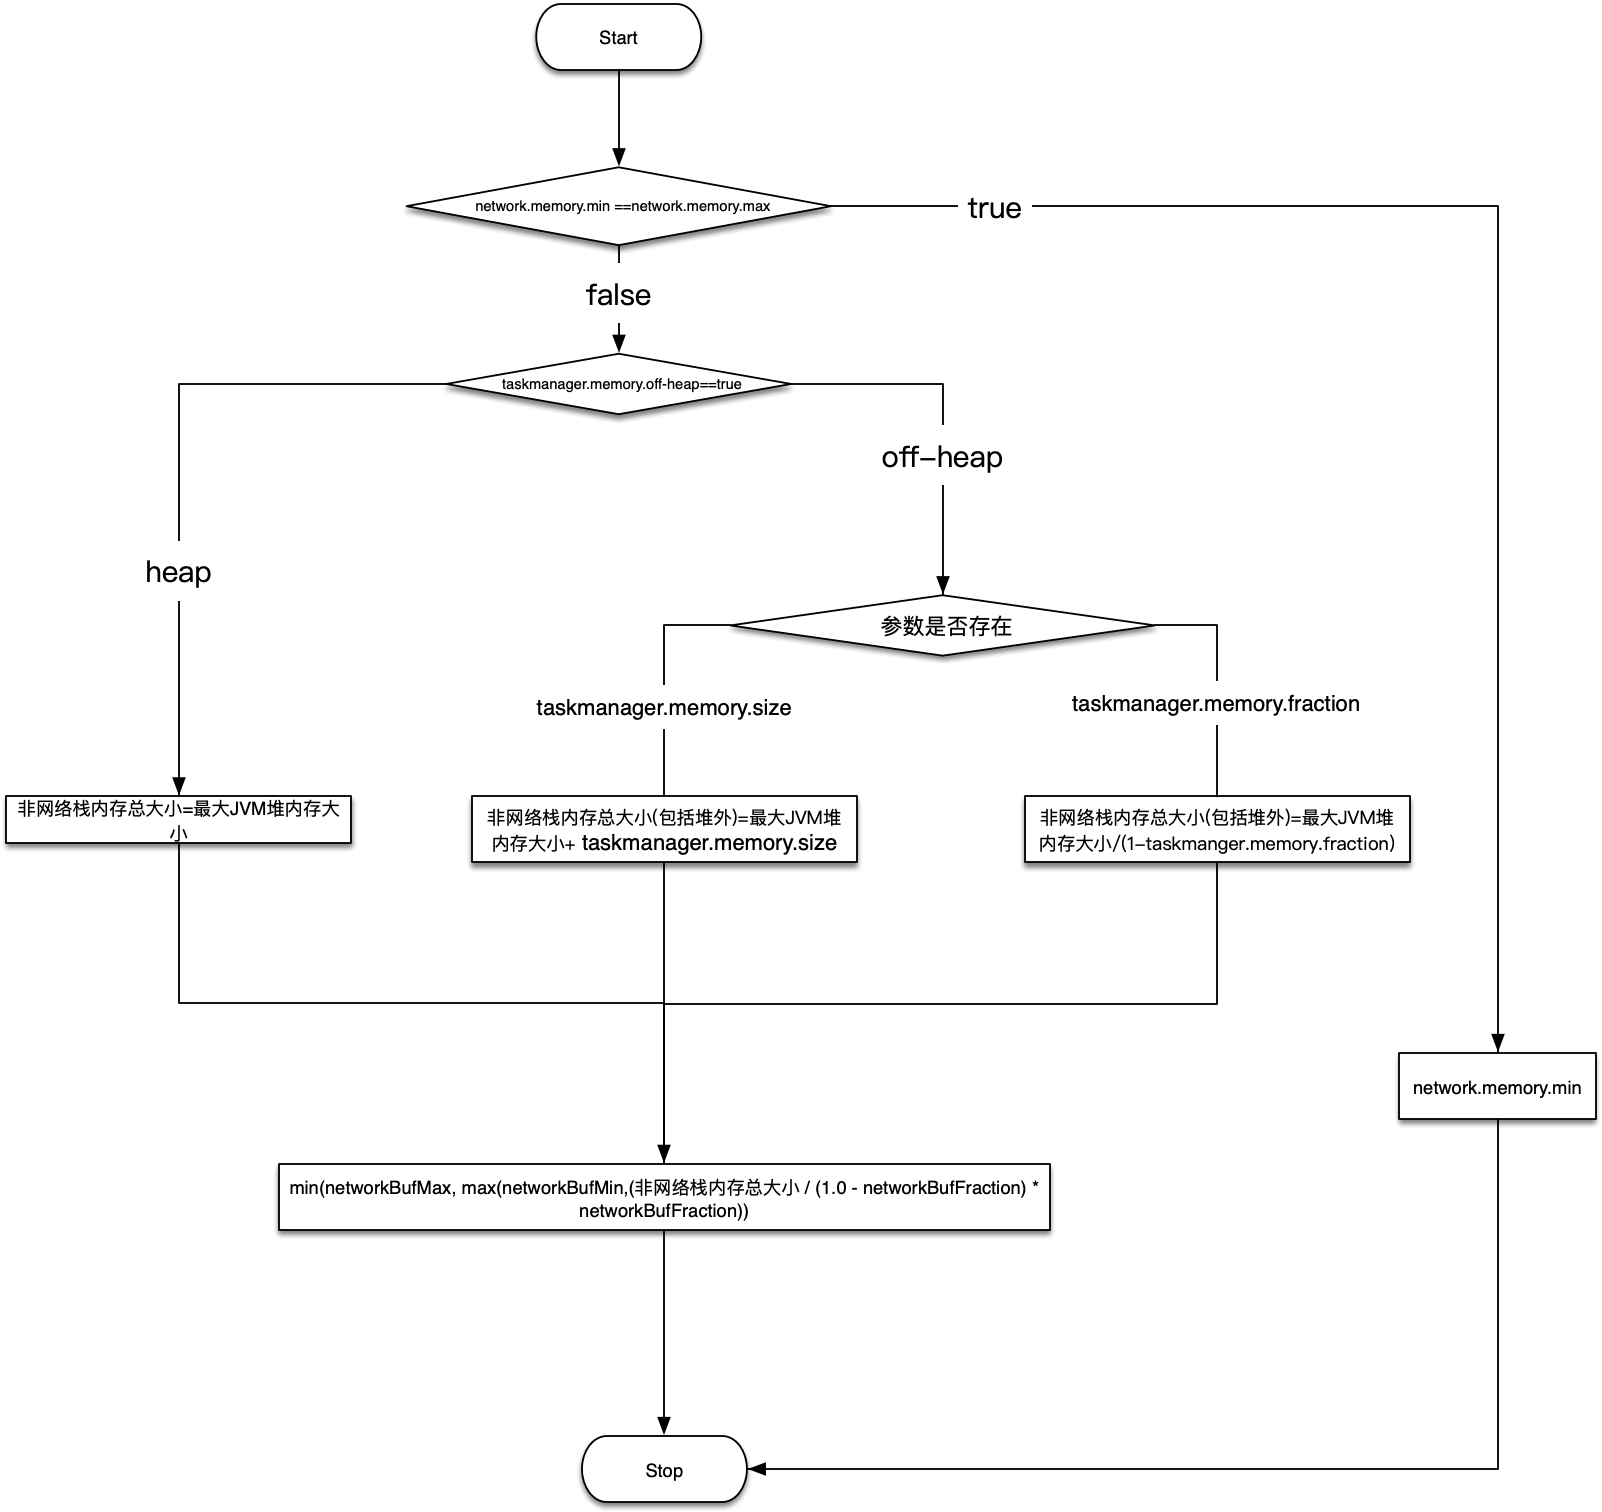 Start
network.memory.min ==network.memory.max
true
false
taskmanager.memory.off-heap==true
off-heap
heap
参数是否存在
taskmanager.memory.size
taskmanager.memory.fraction
非网络栈内存总大小=最大JVM堆内存大
小
非网络栈内存总大小(包括堆外)=最大JVM堆
内存大小+ taskmanager.memory.size
非网络栈内存总大小(包括堆外)=最大JVM堆
内存大小/(1-taskmanger.memory.fraction)
network.memory.min
min(networkBufMax, max(networkBufMin,(非网络栈内存总大小 / (1.0 - networkBufFraction) *
networkBufFraction))
Stop